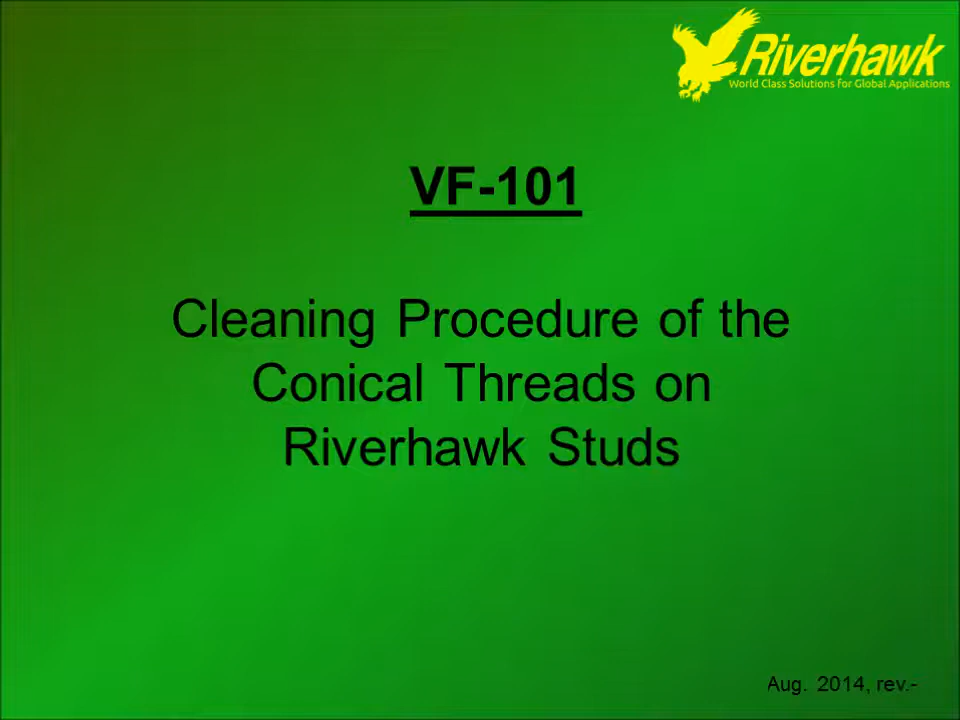 Riverhawk
World Class Solutions for Global Applications
VF-101
Cleaning Procedure of the
Conical Threads on
Riverhawk Studs
Aug. 2014, rev.-